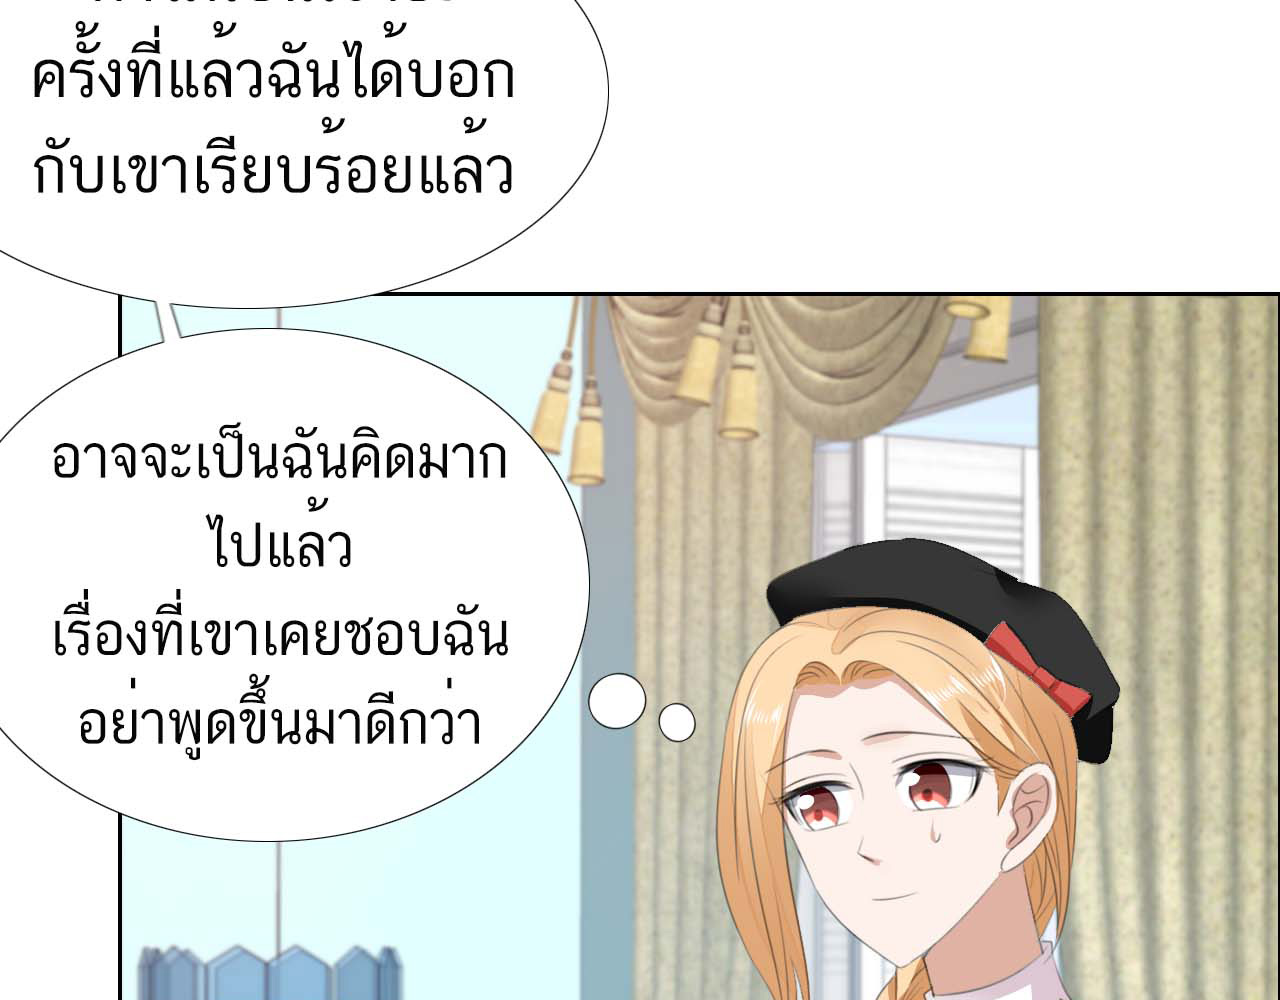 ครั้งที่แล้วฉันได้บอก
กับเขาเรียบร้อยแล้ว
อาจจะเป็นฉันคิดมาก
ไปแล้ว
เรื่องที่เขาเคยชอบฉัน
อย่าพูดขึ้นมาดีกว่า